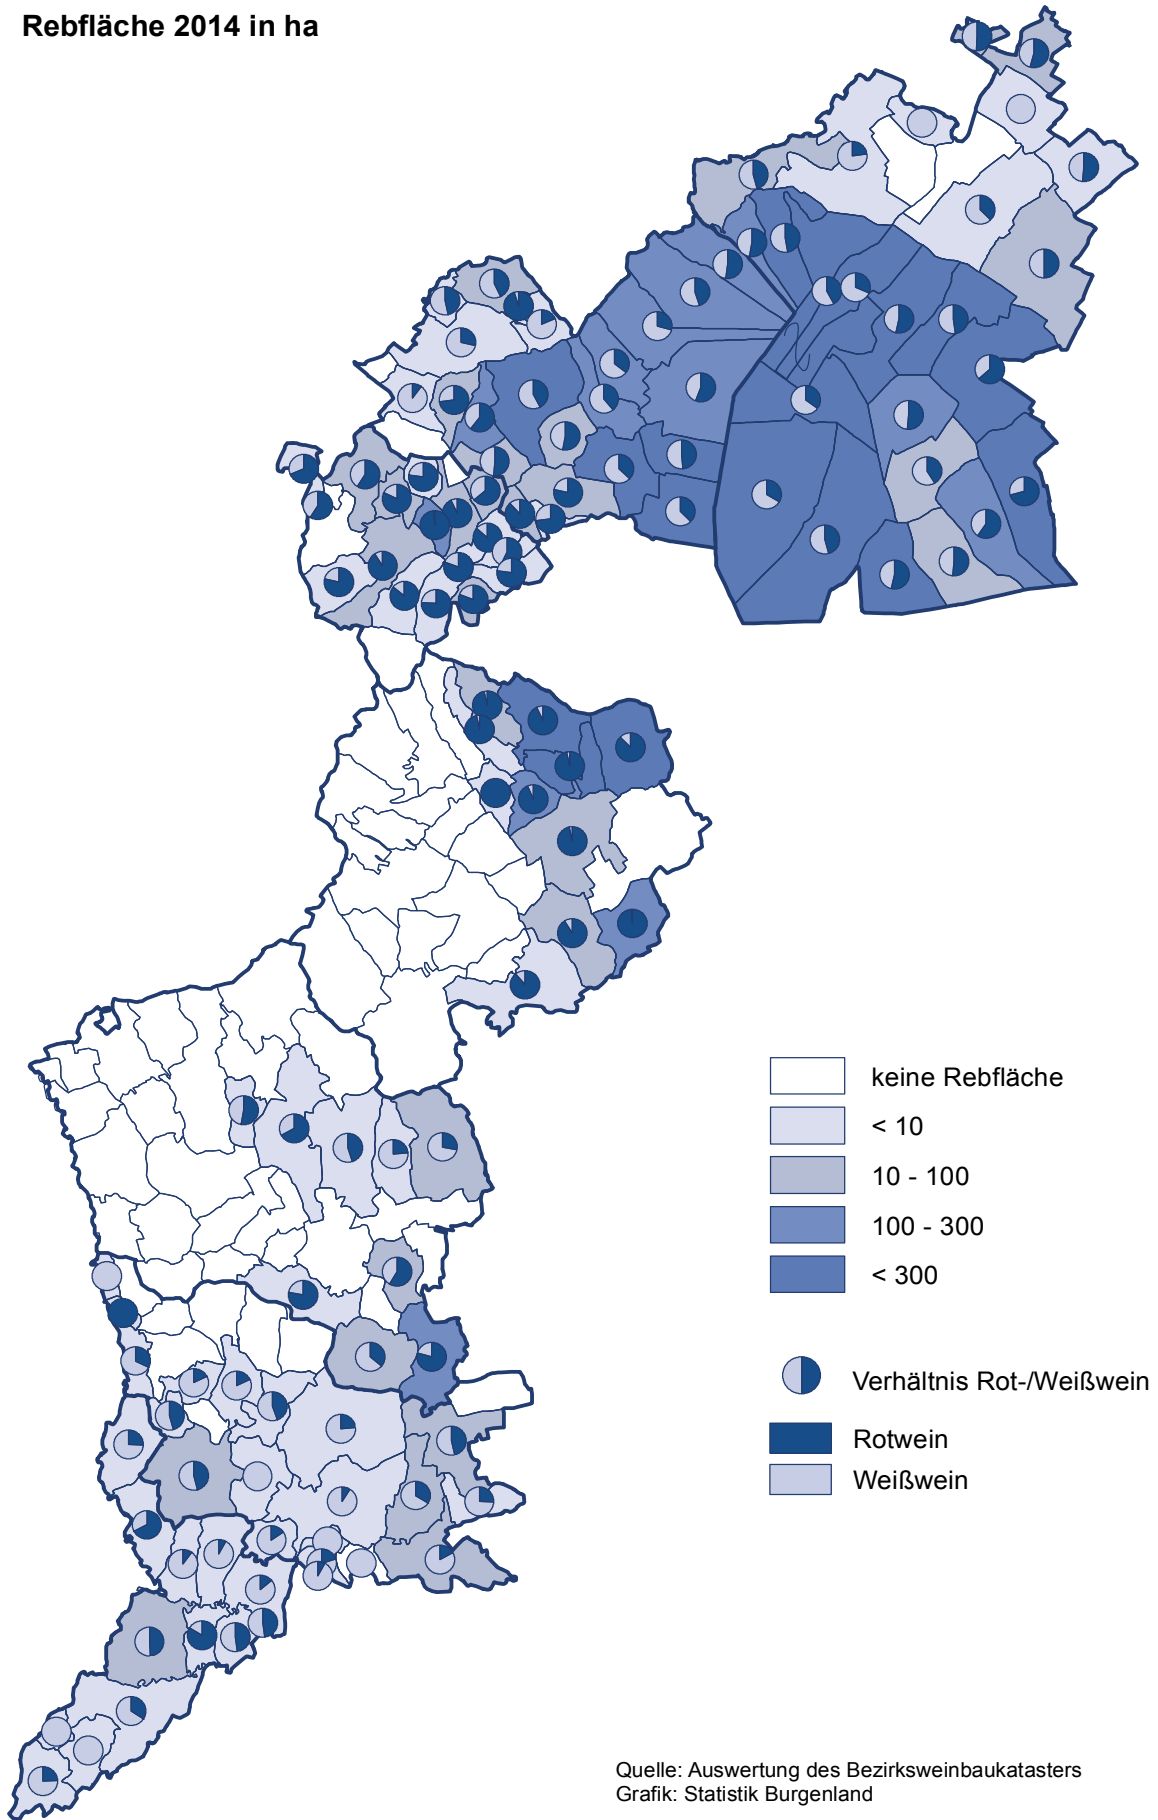 Rebfläche 2014 in ha
keine Rebfläche
< 10
10 - 100
100 - 300
< 300
Verhältnis Rot-/Weißwein
Rotwein
Weißwein
Quelle: Auswertung des Bezirksweinbaukatasters
Grafik: Statistik Burgenland